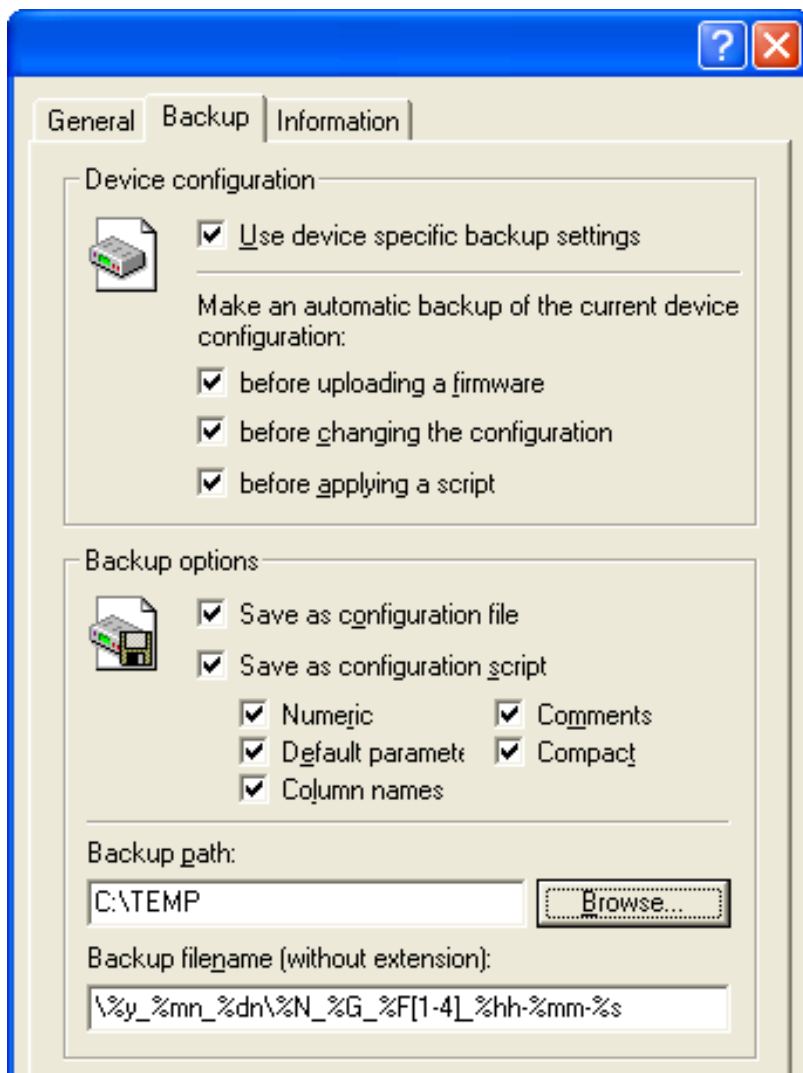 General Backup Information
Device configuration
Use device specific backup settings
Make an automatic backup of the current device
configuration:
before uploading a firmware
before changing the configuration
before applying a script
Backup options
Save as configuration file
Save as configuration script
Numeric Comments
Default paramete Compact
Column names
Backup path:
C:\TEMP Browse...
Backup filename (without extension):
\%y_%mn_%dn\%N_%G_%F[1-4]_%hh-%mm-%s